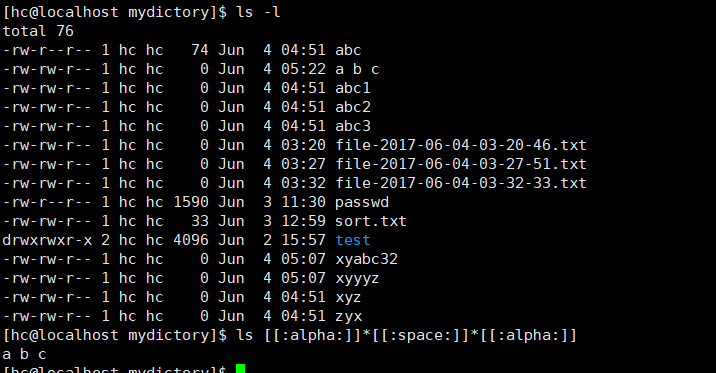 [hc@localhost mydictory]$ ls -l
total 76
-rw-r--r-- 1 hc hc   74 Jun  4 04:51 abc
-rw-rw-r-- 1 hc hc    0 Jun  4 05:22 a b c
-rw-rw-r-- 1 hc hc    0 Jun  4 04:51 abc1
-rw-rw-r-- 1 hc hc    0 Jun  4 04:51 abc2
-rw-rw-r-- 1 hc hc    0 Jun  4 04:51 abc3
-rw-rw-r-- 1 hc hc    0 Jun  4 03:20 file-2017-06-04-03-20-46.txt
-rw-rw-r-- 1 hc hc    0 Jun  4 03:27 file-2017-06-04-03-27-51.txt
-rw-rw-r-- 1 hc hc    0 Jun  4 03:32 file-2017-06-04-03-32-33.txt
-rw-r--r-- 1 hc hc 1590 Jun  3 11:30 passwd
-rw-rw-r-- 1 hc hc   33 Jun  3 12:59 sort.txt
drwxrwxr-x 2 hc hc 4096 Jun  2 15:57 test
-rw-rw-r-- 1 hc hc    0 Jun  4 05:07 xyabc32
-rw-rw-r-- 1 hc hc    0 Jun  4 05:07 xyyyz
-rw-rw-r-- 1 hc hc    0 Jun  4 04:51 xyz
-rw-rw-r-- 1 hc hc    0 Jun  4 04:51 zyx
[hc@localhost mydictory]$ ls [[:alpha:]]*[[:space:]]*[[:alpha:]]
a b c
[hc@localhost mydictory]$